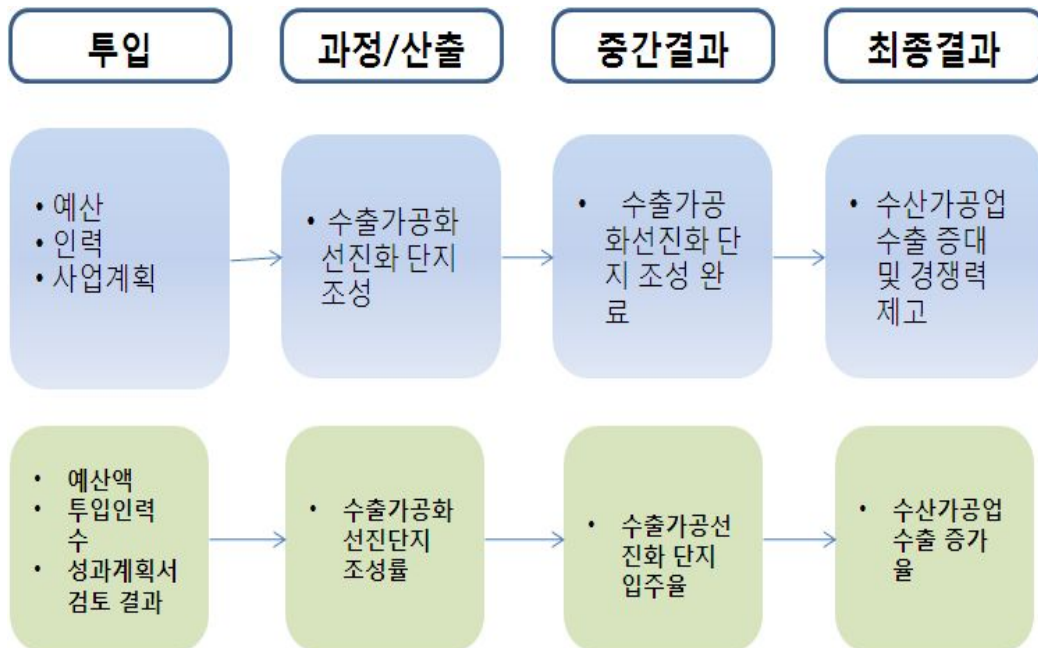 투입
과정/산출
중간결과
최종결과
• 예산
• 인력
• 사업계획
• 수출가공화
선진화 단지
조성
• 수출가공
화선진화 단
지 조성 완
료
• 수산가공업
수출 증대
및 경쟁력
제고
• 예산액
• 투입인력
수
• 성과계획서
검토 결과
• 수출가공화
선진단지
조성률
• 수출가공선
진화 단지
입주율
• 수산가공업
수출 증가
율